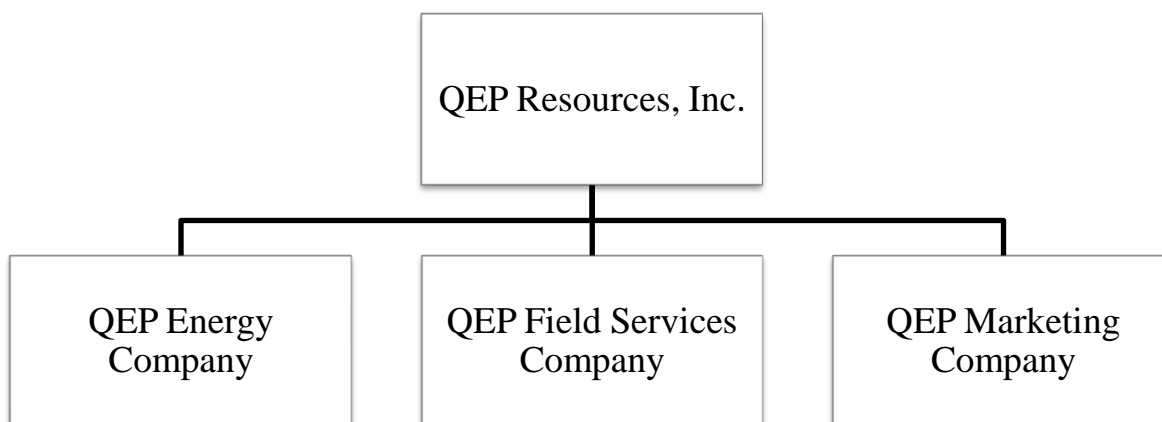 QEP Resources, Inc.
QEP Energy
Company
QEP Field Services
Company
QEP Marketing
Company